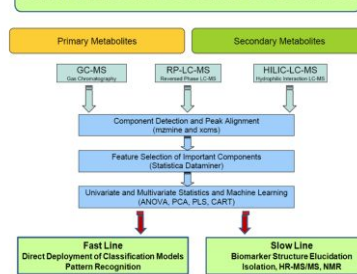 Primary Metabolites
Secondary Metabolites
GC-MS
Gas Chromatography
RP-LC-MS
Reversed Phase LC-MS
HILIC-LC-MS
Hydrophilic Interaction LC-MS
Component Detection and Peak Alignment
(mzmine and xcms)
Feature Selection of Important Components
(Statistica Dataminer)
Univariate and Multivariate Statistics and Machine Learning
(ANOVA, PCA, PLS, CART)
Fast Line
Direct Deployment of Classification Models
Pattern Recognition
Slow Line
Biomarker Structure Elucidation
Isolation, HR-MS/MS, NMR